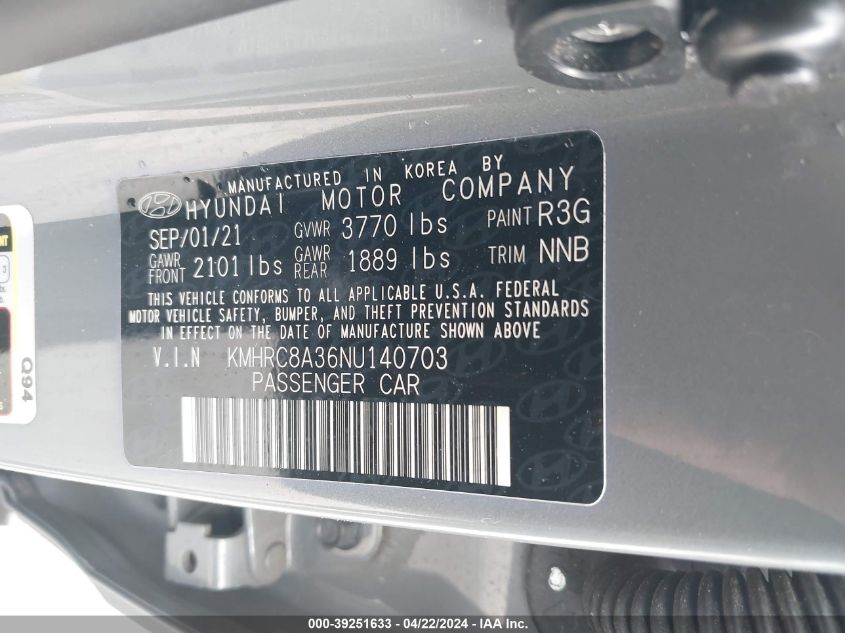 MANUFACTURED IN KOREA BY
HYUNDAI MOTOR COMPANY
SEP/01/21 GVWR 3770 lbs PAINT R3G
GAWR FRONT 2101 lbs GAWR REAR 1889 lbs TRIM NNB
THIS VEHICLE CONFORMS TO ALL APPLICABLE U.S.A. FEDERAL
MOTOR VEHICLE SAFETY, BUMPER, AND THEFT PREVENTION STANDARDS
IN EFFECT ON THE DATE OF MANUFACTURE SHOWN ABOVE
V.I.N KMHRC8A36NU140703
PASSENGER CAR
Q94
000-39251633 - 04/22/2024 - IAA Inc.